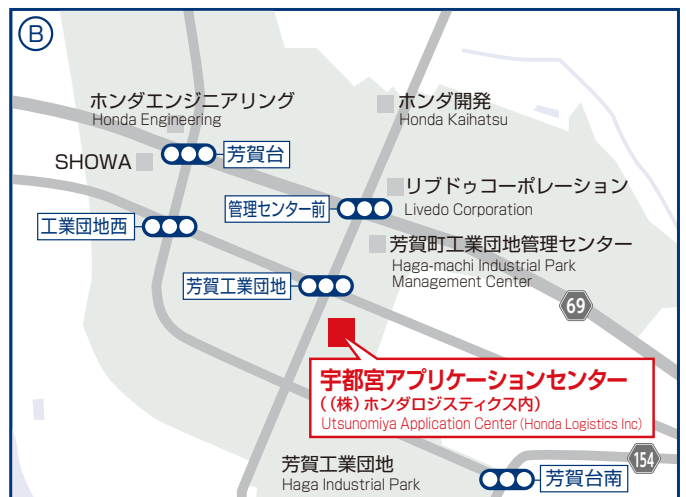 B
ホンダエンジニアリング
Honda Engineering
ホンダ開発
Honda Kaihatsu
SHOWA
芳賀台
リブドゥコーポレーション
Livedo Corporation
管理センター前
工業団地西
芳賀町工業団地管理センター
Haga-machi Industrial Park
Management Center
芳賀工業団地
69
宇都宮アプリケーションセンター
((株)ホンダロジスティクス内)
Utsunomiya Application Center (Honda Logistics Inc)
芳賀工業団地
Haga Industrial Park
154
芳賀台南